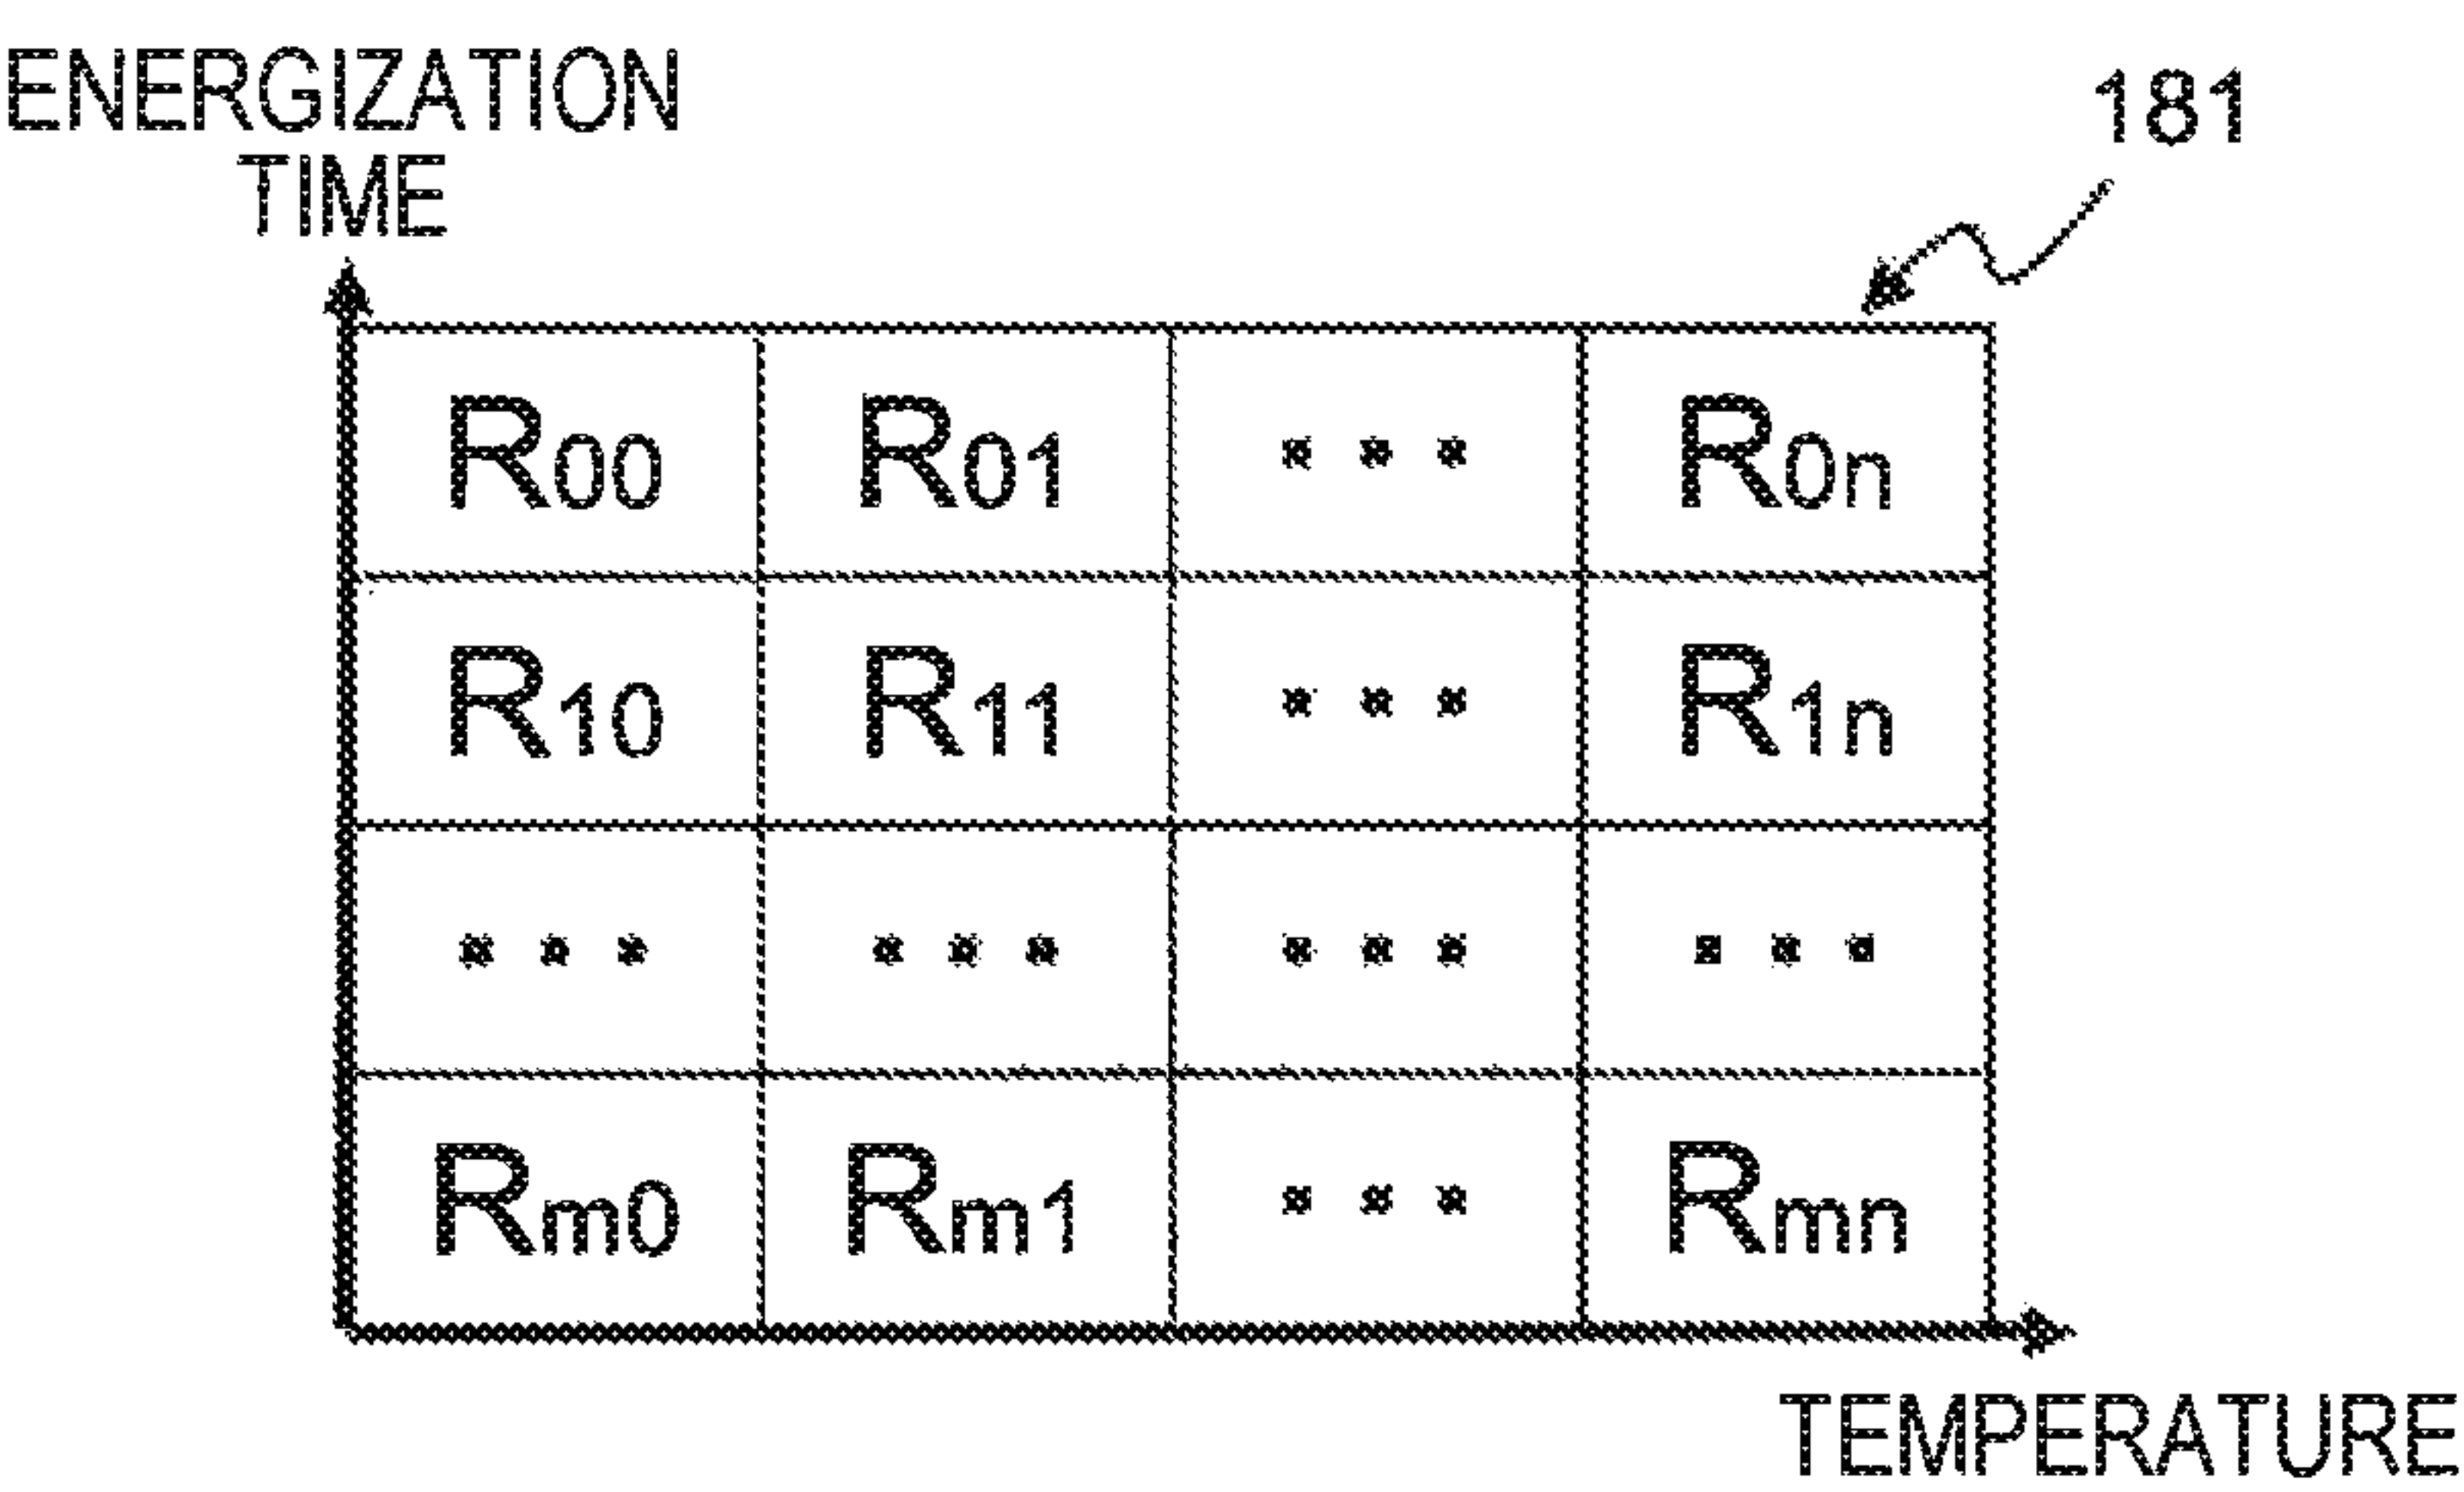 ENERGIZATION
TIME
181
R00 R01 ... R0n
R10 R11 ... R1n
... ... ... ...
Rm0 Rm1 ... Rmn
TEMPERATURE